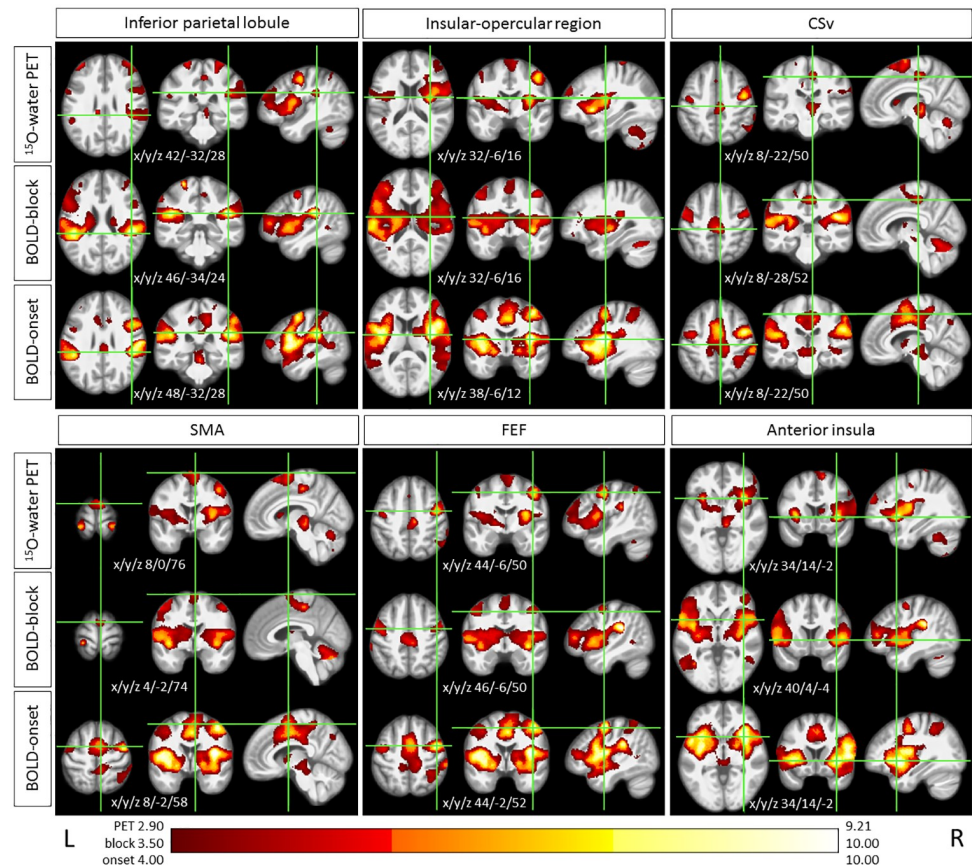 Inferior parietal lobule
Insular-opercular region
CSv
¹⁵O-water PET
x/y/z 42/-32/28
x/y/z 32/-6/16
x/y/z 8/-22/50
BOLD-block
x/y/z 46/-34/24
x/y/z 32/-6/16
x/y/z 8/-28/52
BOLD-onset
x/y/z 48/-32/28
x/y/z 38/-6/12
x/y/z 8/-22/50
SMA
FEF
Anterior insula
¹⁵O-water PET
x/y/z 8/0/76
x/y/z 44/-6/50
x/y/z 34/14/-2
BOLD-block
x/y/z 4/-2/74
x/y/z 46/-6/50
x/y/z 40/4/-4
BOLD-onset
x/y/z 8/-2/58
x/y/z 44/-2/52
x/y/z 34/14/-2
L
PET 2.90
block 3.50
onset 4.00
9.21
10.00
10.00
R